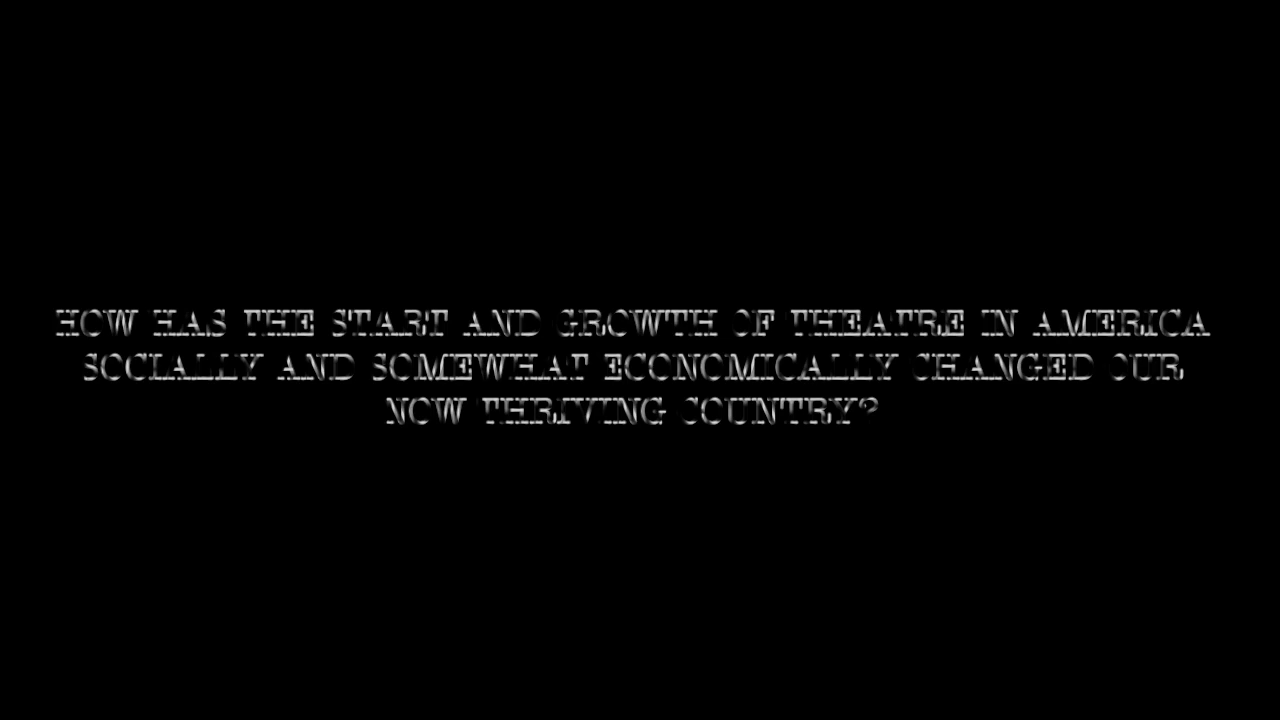 HOW HAS THE START AND GROWTH OF THEATRE IN AMERICA
SOCIALLY AND SOMEWHAT ECONOMICALLY CHANGED OUR
NOW THRIVING COUNTRY?